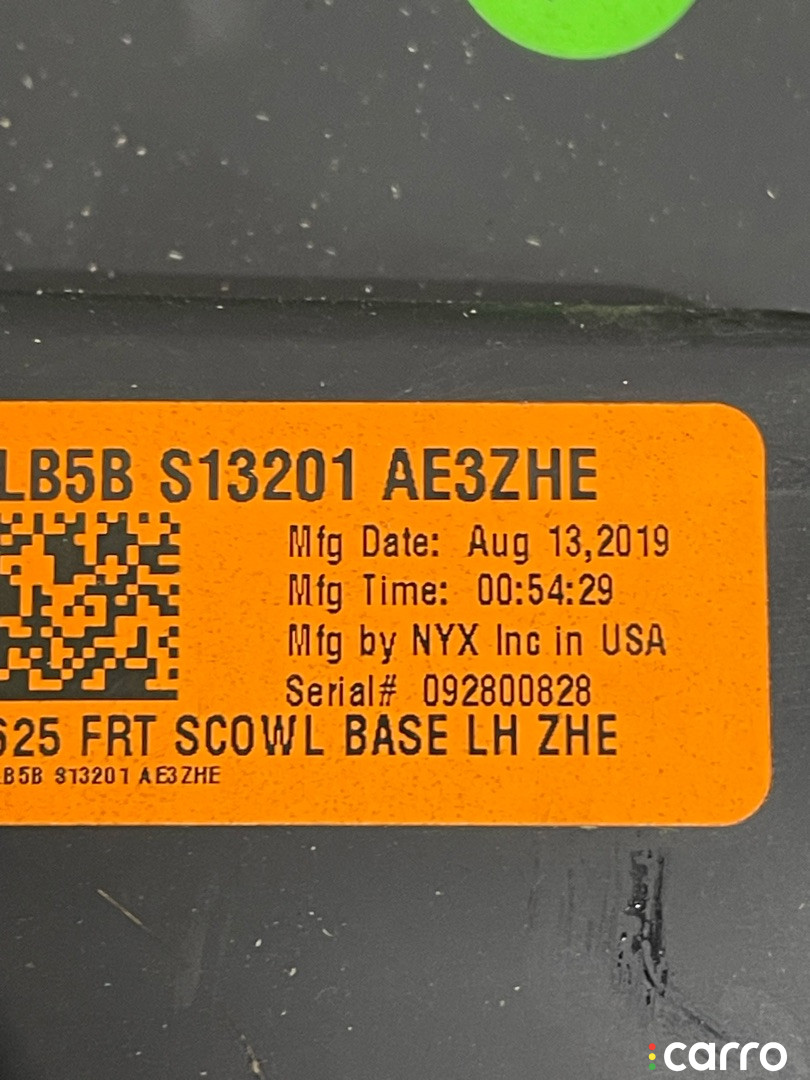 LB5B S13201 AE3ZHE
Mfg Date: Aug 13,2019
Mfg Time: 00:54:29
Mfg by NYX Inc in USA
Serial# 092800828
625 FRT SCOWL BASE LH ZHE
LB5B S13201 AE3ZHE
carro